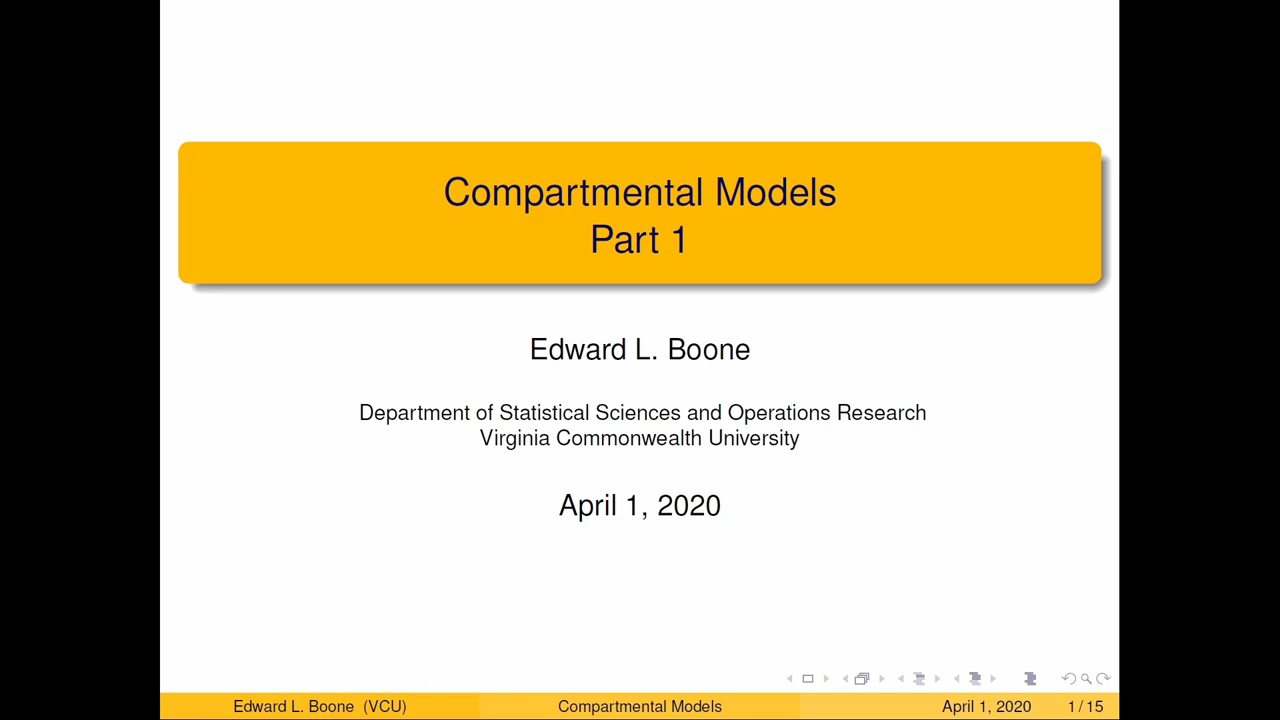 Compartmental Models
Part 1
Edward L. Boone
Department of Statistical Sciences and Operations Research
Virginia Commonwealth University
April 1, 2020
Edward L. Boone (VCU) Compartmental Models April 1, 2020 1 / 15